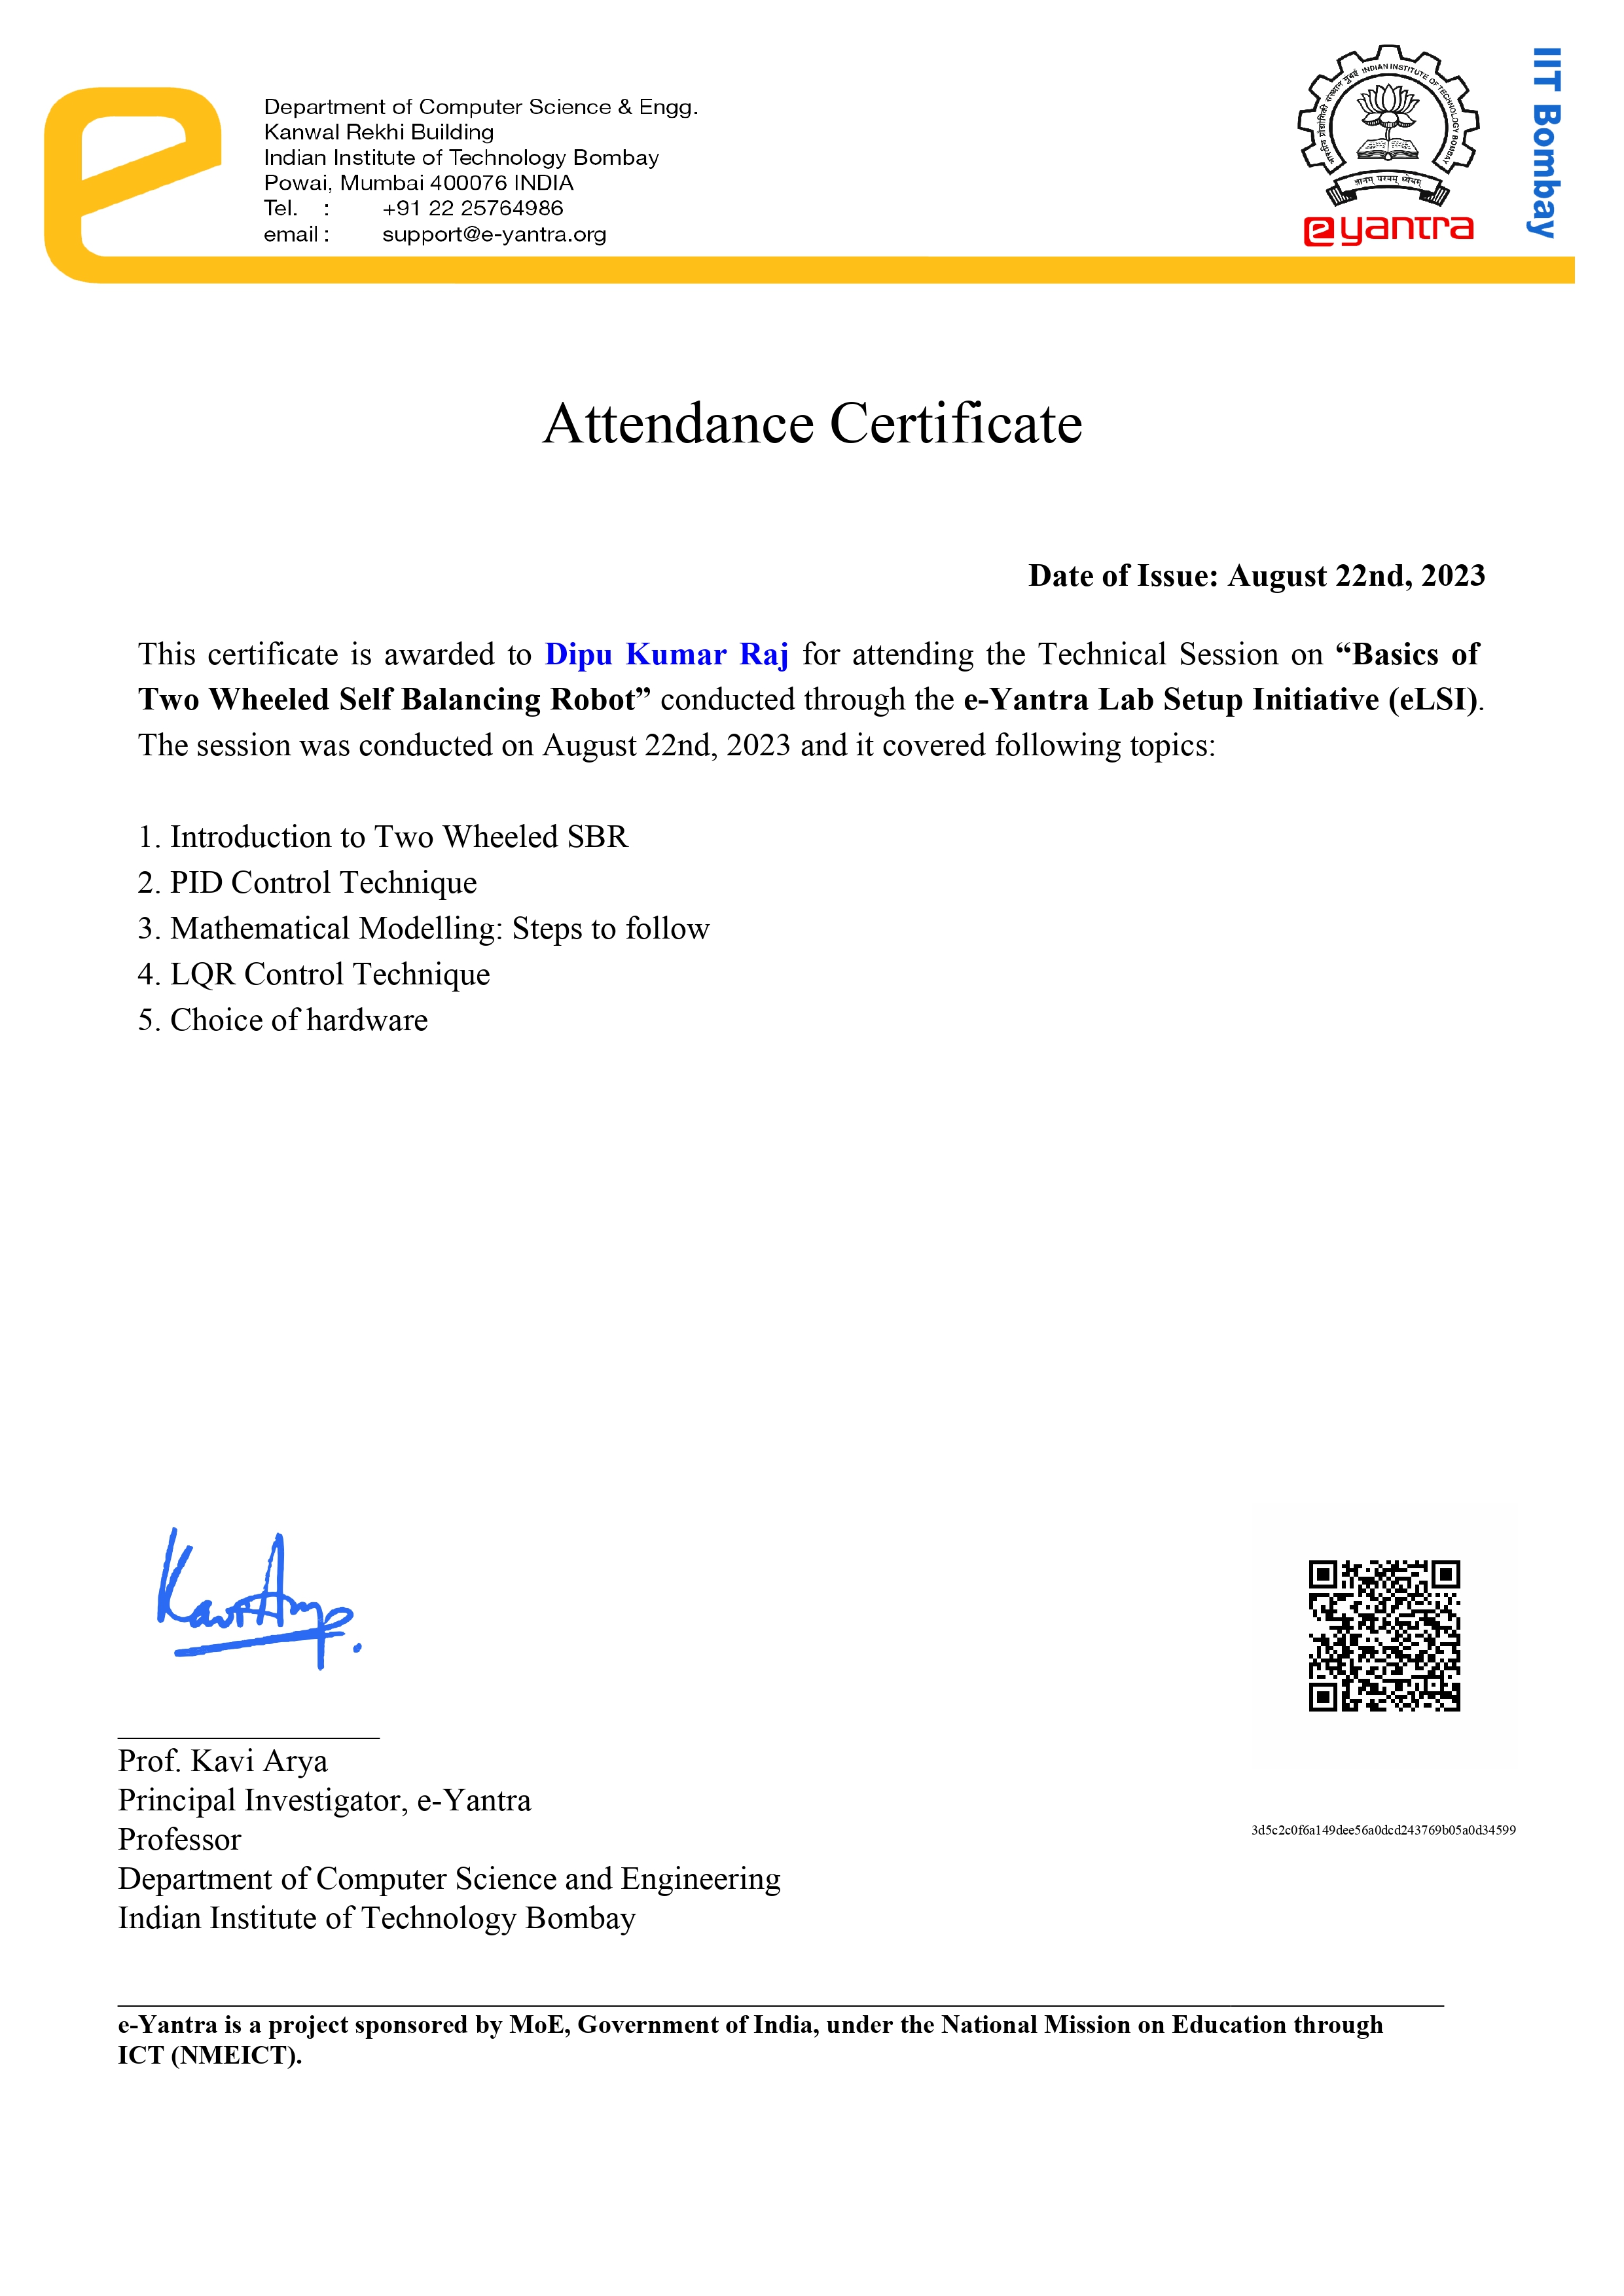 Department of Computer Science & Engg.
Kanwal Rekhi Building
Indian Institute of Technology Bombay
Powai, Mumbai 400076 INDIA
Tel. : +91 22 25764986
email : support@e-yantra.org
भारतीय प्रौद्योगिकी संस्थान मुंबई INDIAN INSTITUTE OF TECHNOLOGY BOMBAY
ज्ञानम् परमम् ध्येयम्
e yantra
IIT Bombay
Attendance Certificate
Date of Issue: August 22nd, 2023
This certificate is awarded to Dipu Kumar Raj for attending the Technical Session on “Basics of
Two Wheeled Self Balancing Robot” conducted through the e-Yantra Lab Setup Initiative (eLSI).
The session was conducted on August 22nd, 2023 and it covered following topics:
1. Introduction to Two Wheeled SBR
2. PID Control Technique
3. Mathematical Modelling: Steps to follow
4. LQR Control Technique
5. Choice of hardware
Kavi Arya.
Prof. Kavi Arya
Principal Investigator, e-Yantra
Professor
Department of Computer Science and Engineering
Indian Institute of Technology Bombay
3d5c2c0f6a149dee56a0dcd243769b05a0d34599
e-Yantra is a project sponsored by MoE, Government of India, under the National Mission on Education through
ICT (NMEICT).